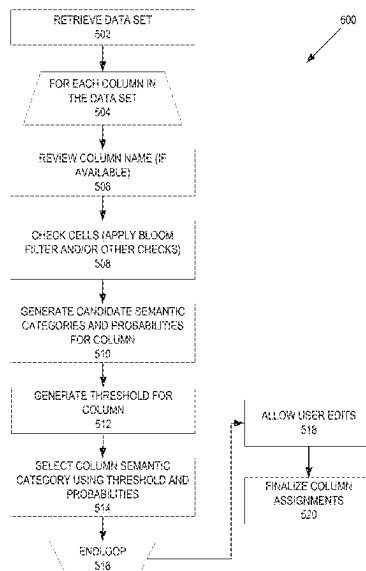 RETRIEVE DATA SET
502
500
FOR EACH COLUMN IN
THE DATA SET
504
REVIEW COLUMN NAME (IF
AVAILABLE)
506
CHECK CELLS (APPLY BLOOM
FILTER AND/OR OTHER CHECKS)
508
GENERATE CANDIDATE SEMANTIC
CATEGORIES AND PROBABILITIES
FOR COLUMN
510
GENERATE THRESHOLD FOR
COLUMN
512
SELECT COLUMN SEMANTIC
CATEGORY USING THRESHOLD AND
PROBABILITIES
514
ENDLOOP
516
ALLOW USER EDITS
518
FINALIZE COLUMN
ASSIGNMENTS
520